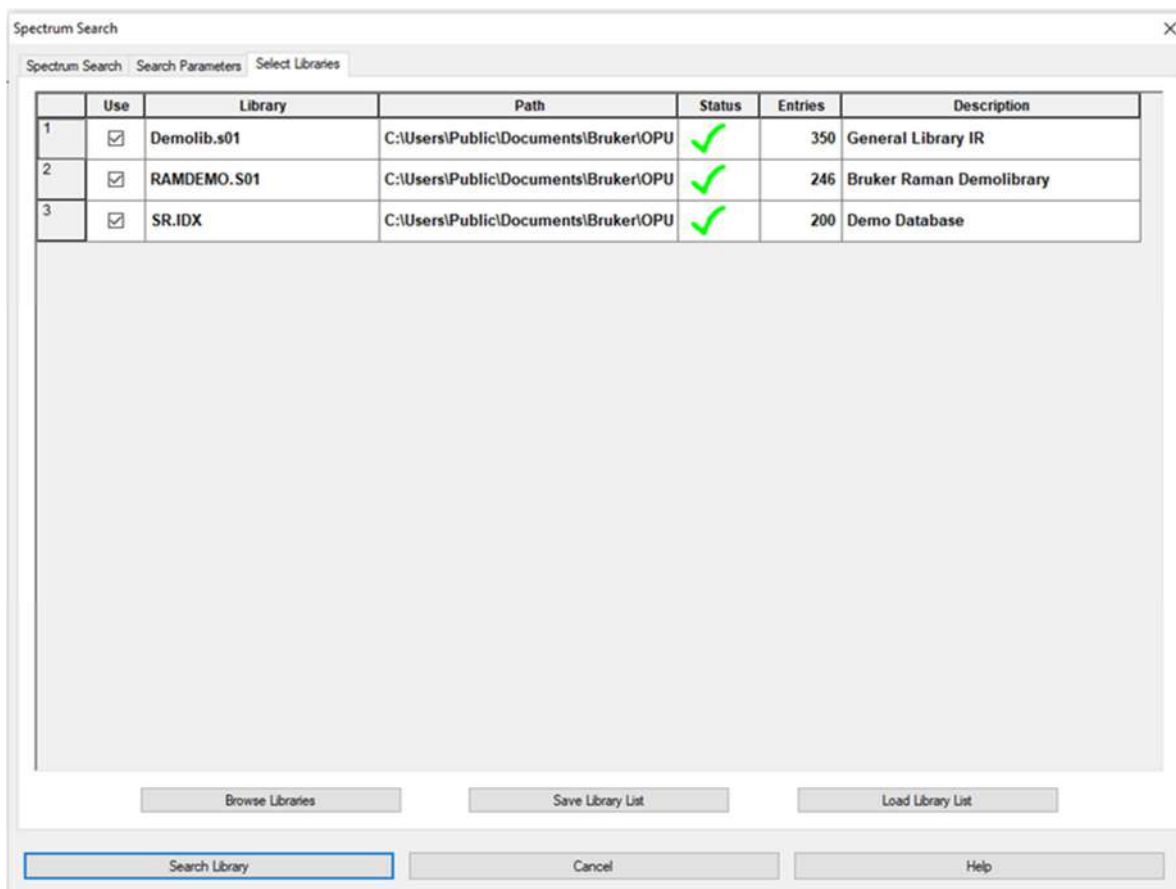 Spectrum Search
Spectrum Search Search Parameters Select Libraries
Use Library Path Status Entries Description
1 Demolib.s01 C:\Users\Public\Documents\Bruker\OPU 350 General Library IR
2 RAMDEMO.S01 C:\Users\Public\Documents\Bruker\OPU 246 Bruker Raman Demolibrary
3 SR.IDX C:\Users\Public\Documents\Bruker\OPU 200 Demo Database
Browse Libraries Save Library List Load Library List
Search Library Cancel Help